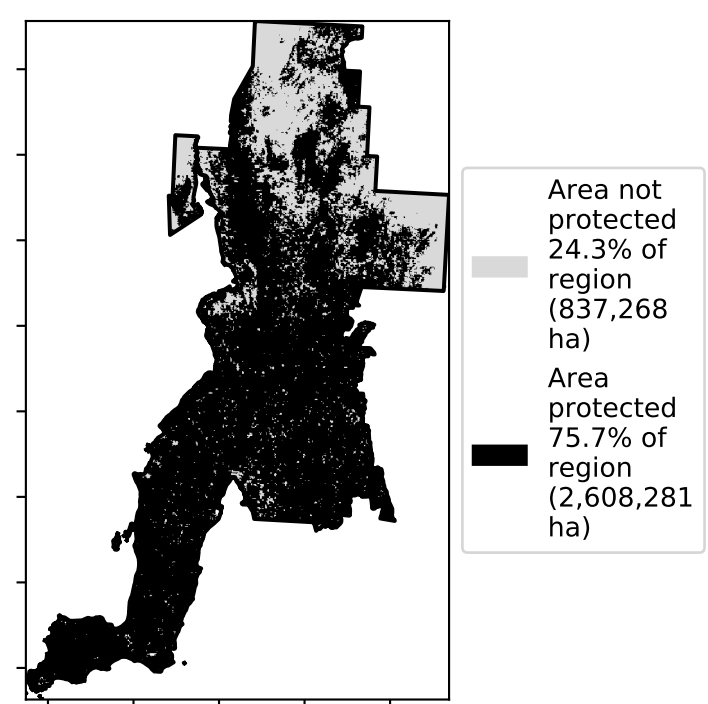 Area not
protected
24.3% of
region
(837,268
ha)
Area
protected
75.7% of
region
(2,608,281
ha)